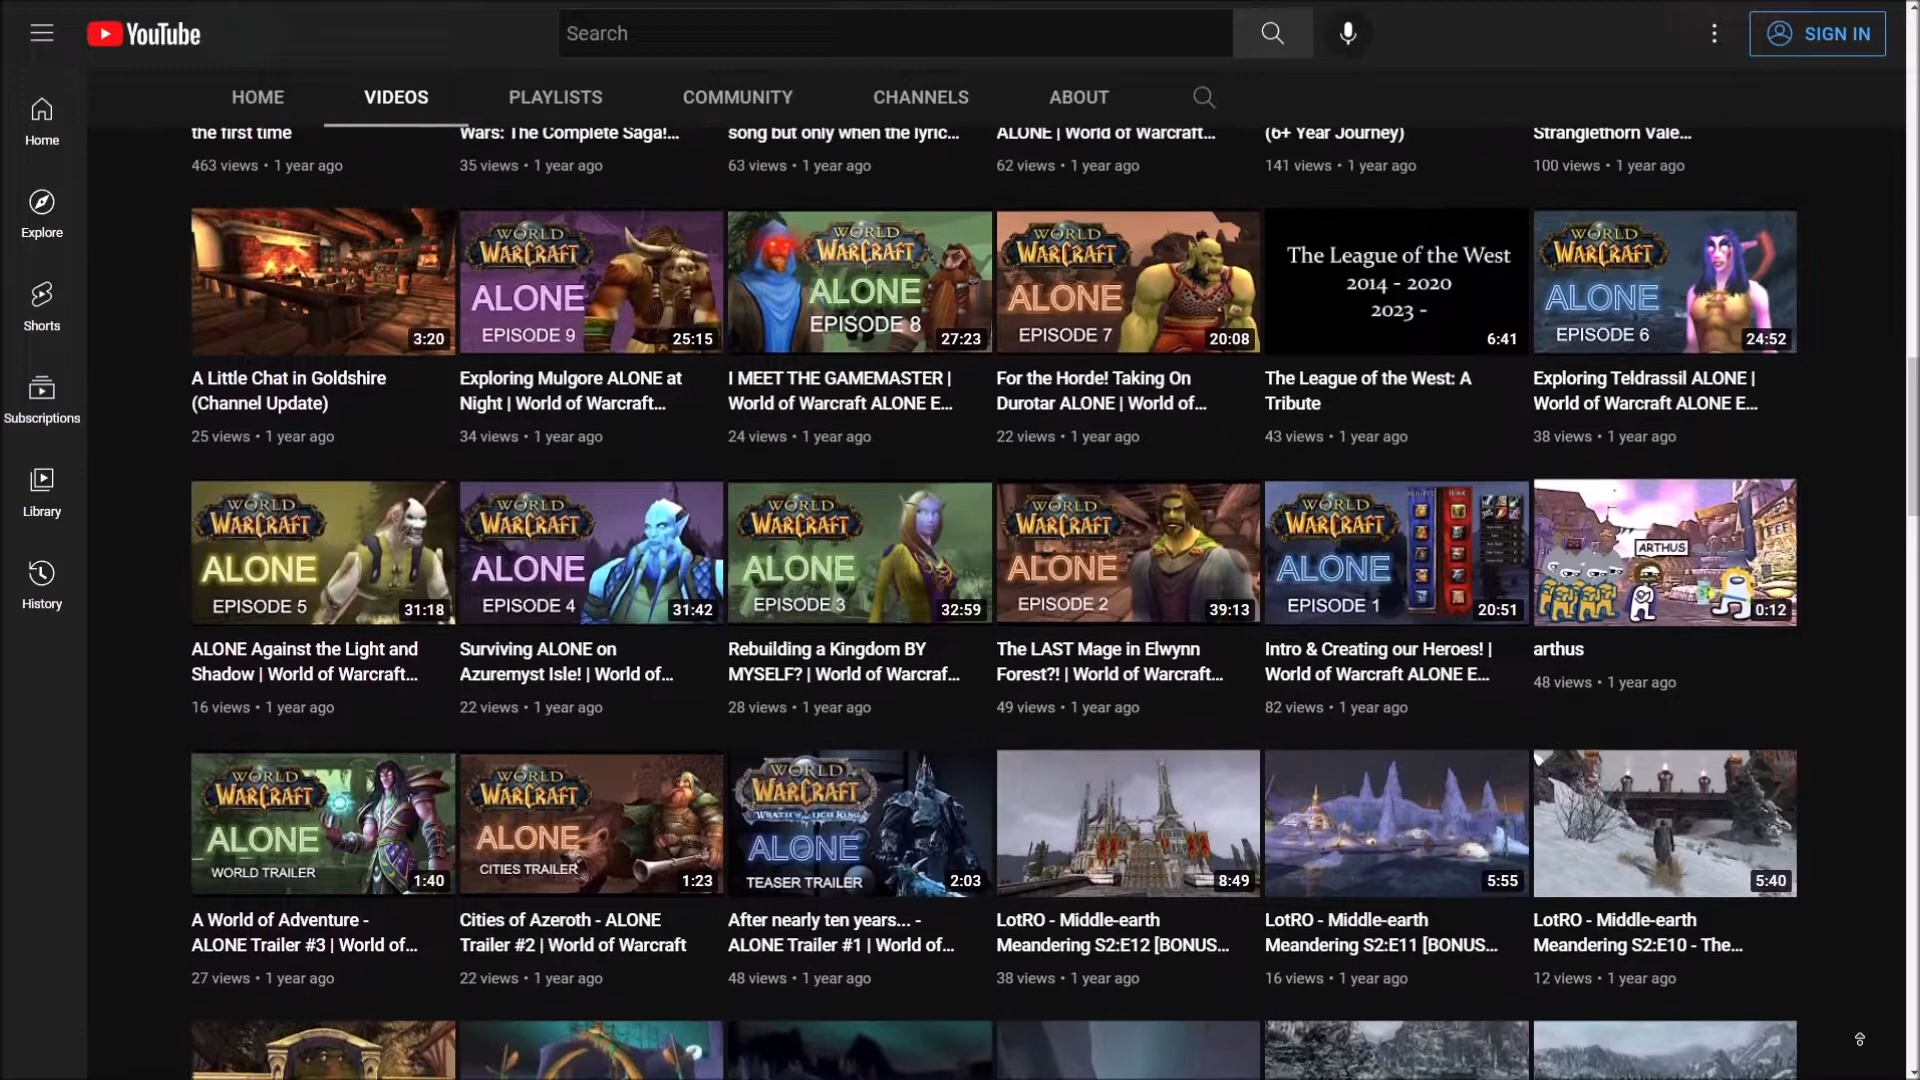 YouTube
Search
SIGN IN
HOME
VIDEOS
PLAYLISTS
COMMUNITY
CHANNELS
ABOUT
Home
Explore
Shorts
Subscriptions
Library
History
the first time
463 views • 1 year ago
Wars: The Complete Saga!...
35 views • 1 year ago
song but only when the lyric...
63 views • 1 year ago
ALONE | World of Warcraft...
62 views • 1 year ago
(6+ Year Journey)
141 views • 1 year ago
Stranglethorn Vale...
100 views • 1 year ago
3:20
A Little Chat in Goldshire
(Channel Update)
25 views • 1 year ago
WORLD
WARCRAFT
ALONE
EPISODE 9
25:15
Exploring Mulgore ALONE at
Night | World of Warcraft...
34 views • 1 year ago
WORLD
WARCRAFT
ALONE
EPISODE 8
27:23
I MEET THE GAMEMASTER |
World of Warcraft ALONE E...
24 views • 1 year ago
WORLD
WARCRAFT
ALONE
EPISODE 7
20:08
For the Horde! Taking On
Durotar ALONE | World of...
22 views • 1 year ago
The League of the West
2014 - 2020
2023 -
6:41
The League of the West: A
Tribute
43 views • 1 year ago
WORLD
WARCRAFT
ALONE
EPISODE 6
24:52
Exploring Teldrassil ALONE |
World of Warcraft ALONE E...
38 views • 1 year ago
WORLD
WARCRAFT
ALONE
EPISODE 5
31:18
ALONE Against the Light and
Shadow | World of Warcraft...
16 views • 1 year ago
WORLD
WARCRAFT
ALONE
EPISODE 4
31:42
Surviving ALONE on
Azuremyst Isle! | World of...
22 views • 1 year ago
WORLD
WARCRAFT
ALONE
EPISODE 3
32:59
Rebuilding a Kingdom BY
MYSELF? | World of Warcraf...
28 views • 1 year ago
WORLD
WARCRAFT
ALONE
EPISODE 2
39:13
The LAST Mage in Elwynn
Forest?! | World of Warcraft...
49 views • 1 year ago
WORLD
WARCRAFT
ALONE
EPISODE 1
20:51
Intro & Creating our Heroes! |
World of Warcraft ALONE E...
82 views • 1 year ago
ARTHUS
0:12
arthus
48 views • 1 year ago
WORLD
WARCRAFT
ALONE
WORLD TRAILER
1:40
A World of Adventure -
ALONE Trailer #3 | World of...
27 views • 1 year ago
WORLD
WARCRAFT
ALONE
CITIES TRAILER
1:23
Cities of Azeroth - ALONE
Trailer #2 | World of Warcraft
22 views • 1 year ago
WORLD
WARCRAFT
WRATH OF THE LICH KING
ALONE
TEASER TRAILER
2:03
After nearly ten years... -
ALONE Trailer #1 | World of...
48 views • 1 year ago
8:49
LotRO - Middle-earth
Meandering S2:E12 [BONUS...
38 views • 1 year ago
5:55
LotRO - Middle-earth
Meandering S2:E11 [BONUS...
16 views • 1 year ago
5:40
LotRO - Middle-earth
Meandering S2:E10 - The...
12 views • 1 year ago